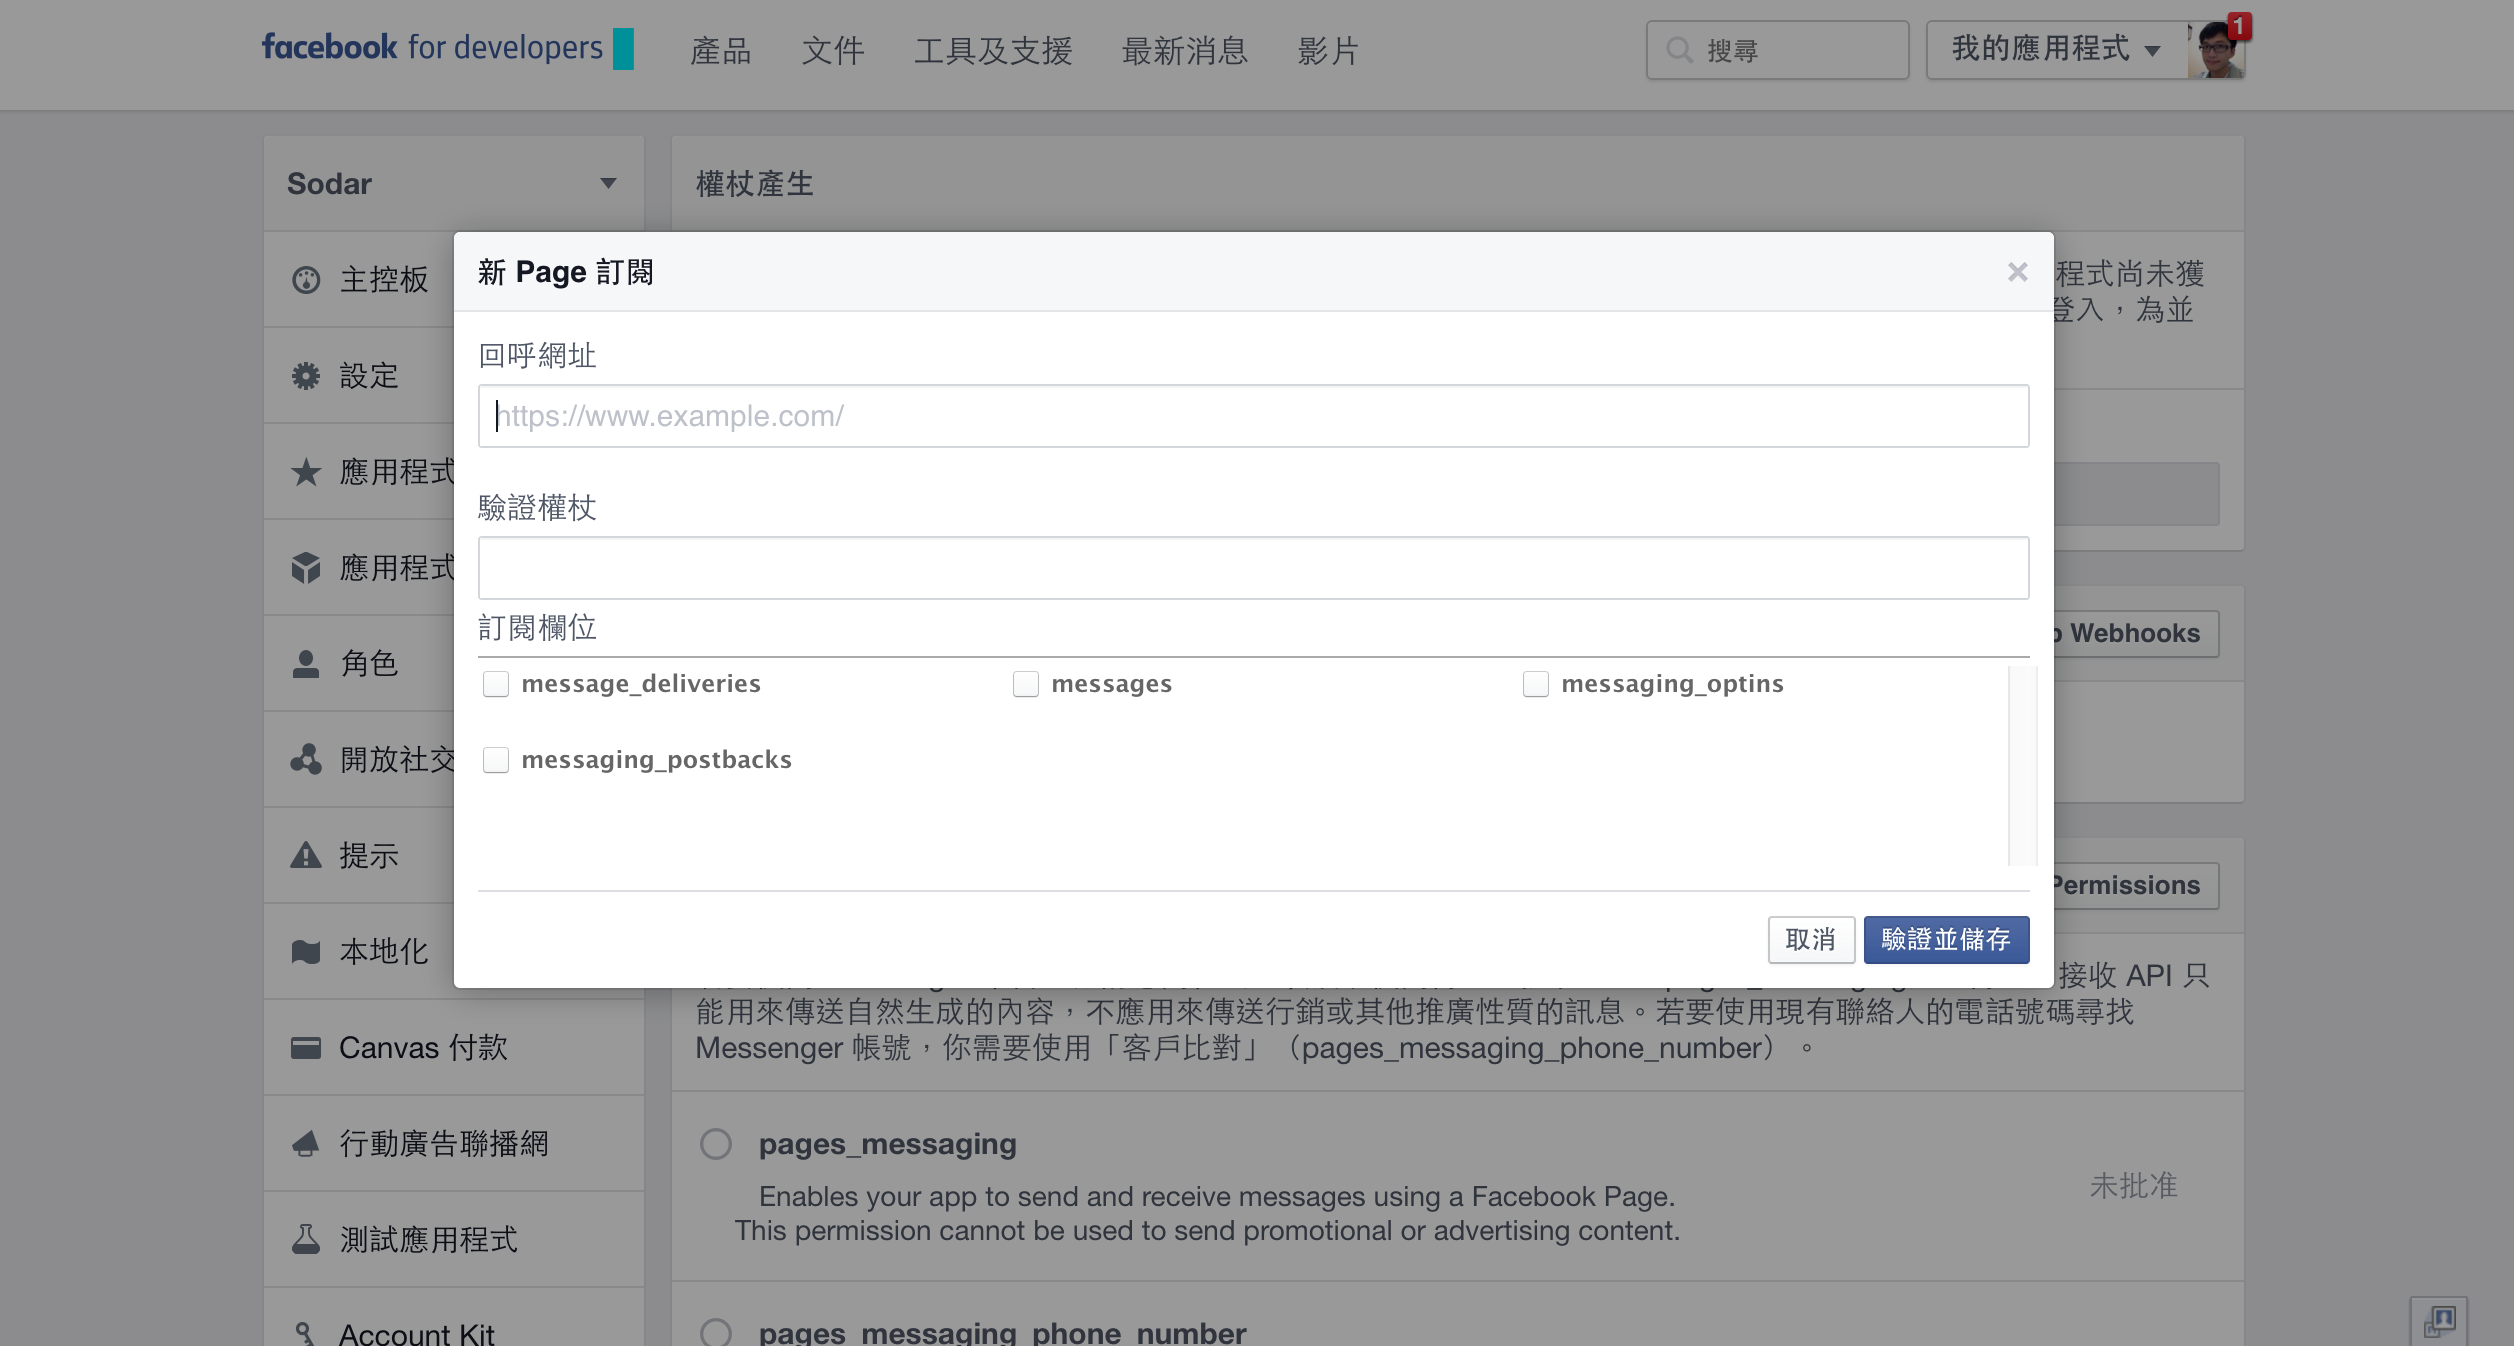 facebook for developers
產品
文件
工具及支援
最新消息
影片
搜尋
我的應用程式
1
Sodar
權杖產生
主控板
設定
應用程式
應用程式
角色
開放社交
提示
本地化
Canvas 付款
行動廣告聯播網
測試應用程式
Account Kit
程式尚未獲
登入，為並
新 Page 訂閱
回呼網址
https://www.example.com/
驗證權杖
訂閱欄位
message_deliveries
messages
messaging_optins
messaging_postbacks
取消
驗證並儲存
Webhooks
Permissions
接收 API 只
能用來傳送自然生成的內容，不應用來傳送行銷或其他推廣性質的訊息。若要使用現有聯絡人的電話號碼尋找
Messenger 帳號，你需要使用「客戶比對」（pages_messaging_phone_number）。
pages_messaging
Enables your app to send and receive messages using a Facebook Page.
This permission cannot be used to send promotional or advertising content.
未批准
pages_messaging_phone_number